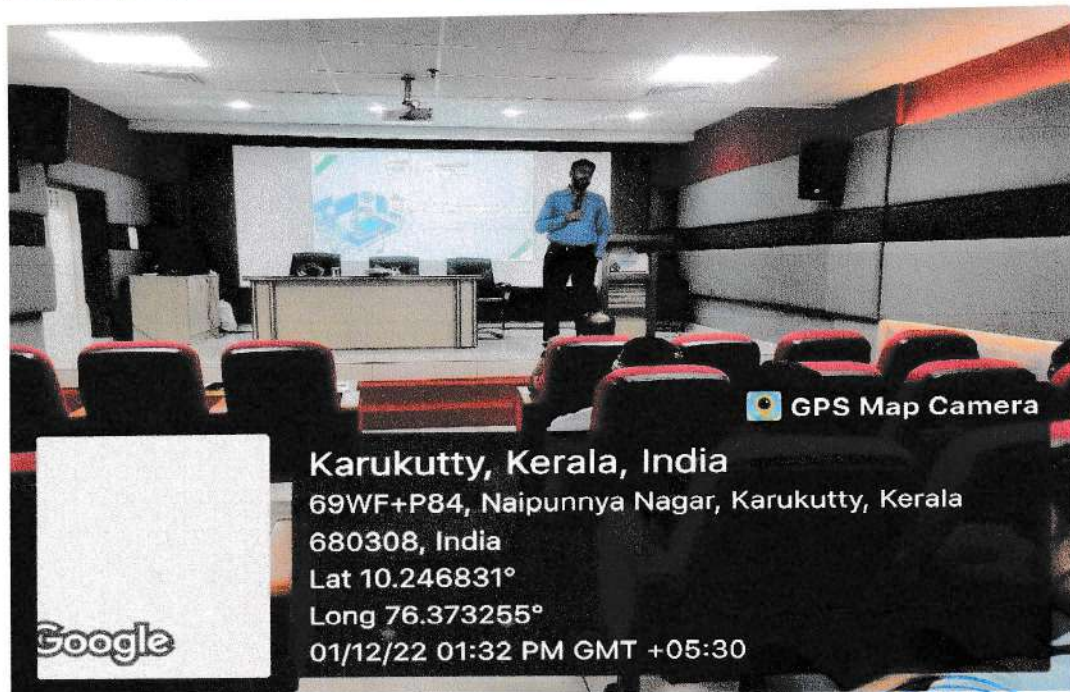 GPS Map Camera
Karukutty, Kerala, India
69WF+P84, Naipunnya Nagar, Karukutty, Kerala
680308, India
Lat 10.246831°
Long 76.373255°
01/12/22 01:32 PM GMT +05:30
Google